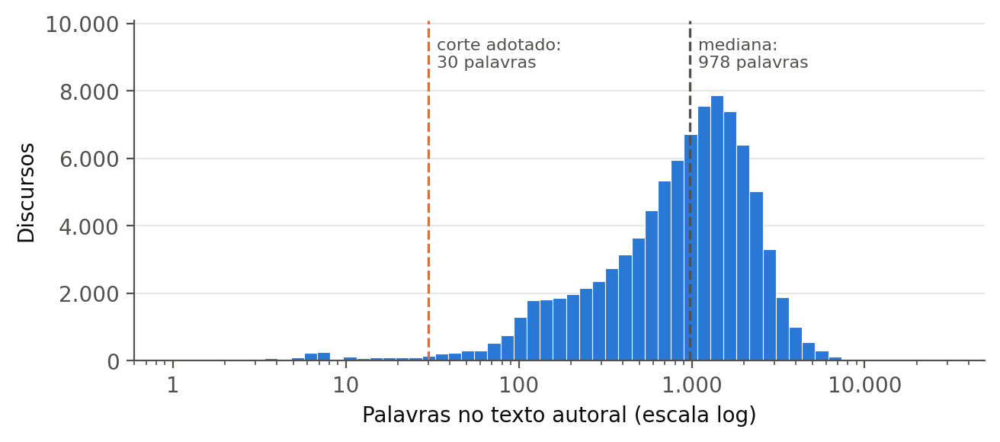 10.000
8.000
6.000
4.000
2.000
0
Discursos
corte adotado:
30 palavras
mediana:
978 palavras
1
10
100
1.000
10.000
Palavras no texto autoral (escala log)